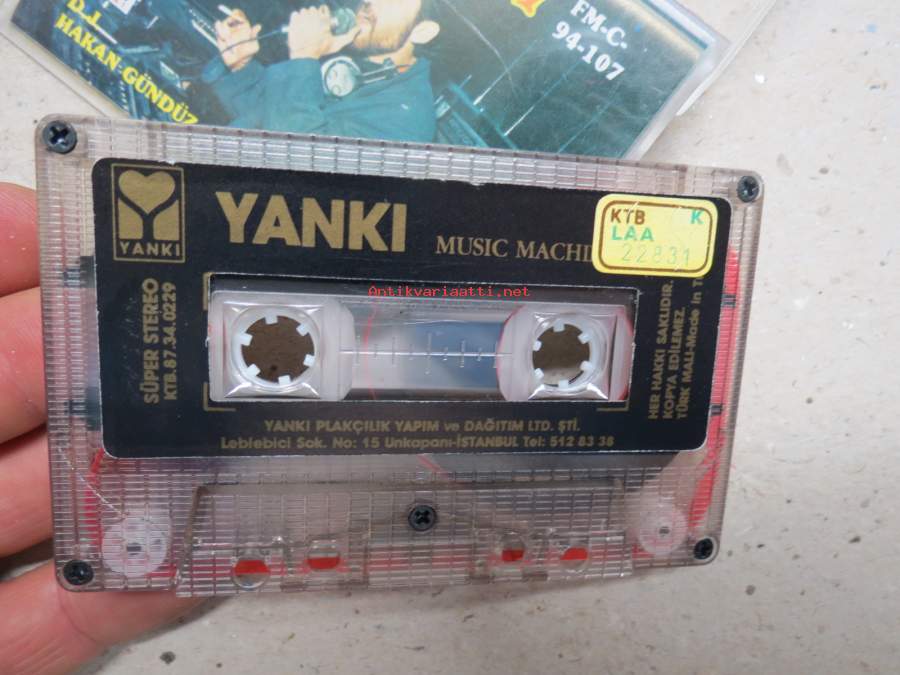 D.J.
HAKAN GÜNDÜZ
FM-C-
94-107
YANKI
YANKI
MUSIC
KTB K
LAA
22831
Antikvariaatti.net
SÜPER STEREO
KTB.87.34.0229
HER HAKKI SAKLIDIR.
KOPYA EDİLEMEZ.
TÜRK MALI-Made in
YANKI PLAKÇILIK YAPIM ve DAĞITIM LTD. ŞTİ.
Leblebici Sok. No: 15 Unkapanı-İSTANBUL Tel: 512 83 38